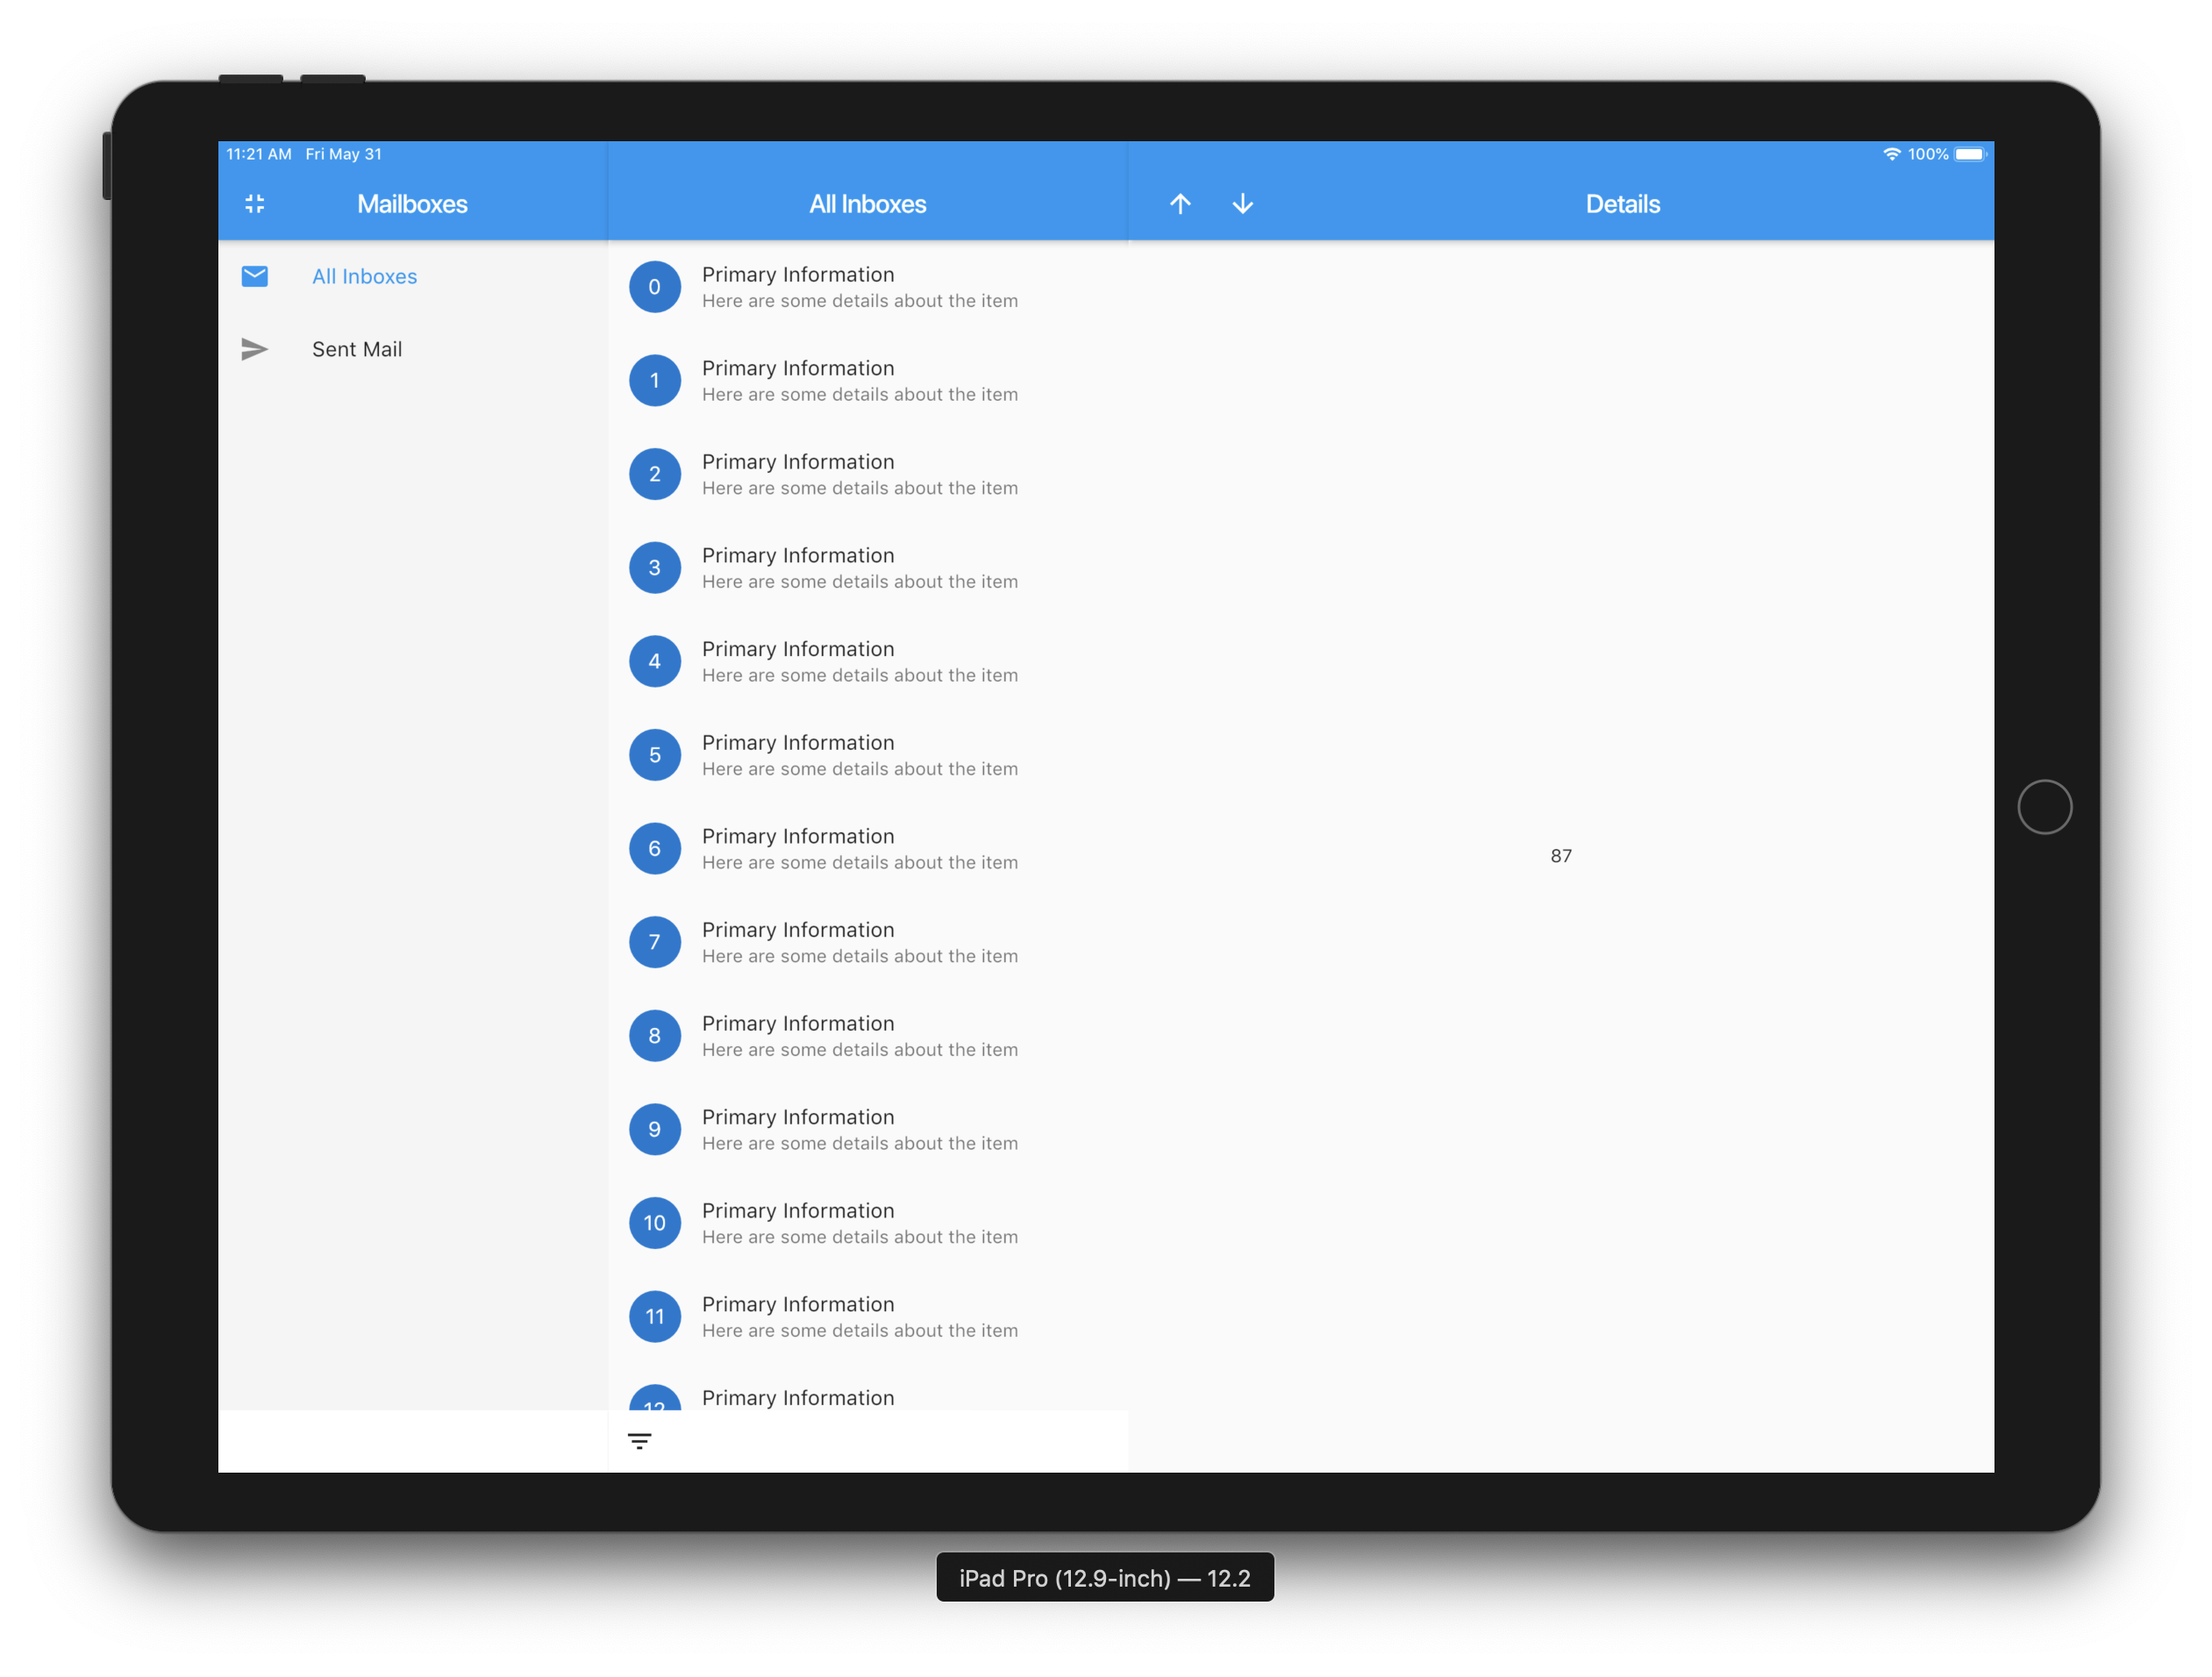 11:21 AM Fri May 31
100%
Mailboxes
All Inboxes
Details
All Inboxes
Sent Mail
0
Primary Information
Here are some details about the item
1
Primary Information
Here are some details about the item
2
Primary Information
Here are some details about the item
3
Primary Information
Here are some details about the item
4
Primary Information
Here are some details about the item
5
Primary Information
Here are some details about the item
6
Primary Information
Here are some details about the item
7
Primary Information
Here are some details about the item
8
Primary Information
Here are some details about the item
9
Primary Information
Here are some details about the item
10
Primary Information
Here are some details about the item
11
Primary Information
Here are some details about the item
12
Primary Information
87
iPad Pro (12.9-inch) — 12.2